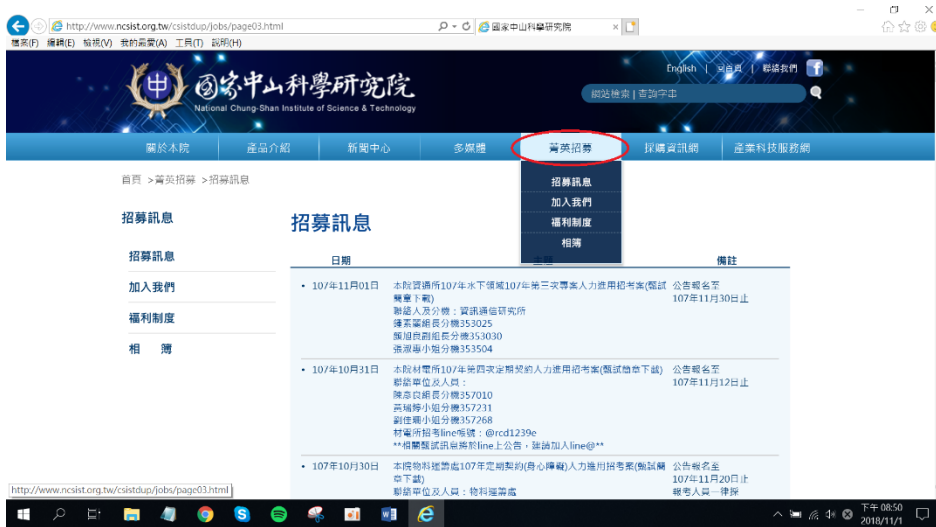 http://www.ncsist.org.tw/csistdup/jobs/page03.html
國家中山科學研究院
檔案(F) 編輯(E) 檢視(V) 我的最愛(A) 工具(T) 說明(H)
English | 回首頁 | 聯絡我們
國家中山科學研究院
National Chung-Shan Institute of Science & Technology
網站檢索 | 查詢字串
關於本院 產品介紹 新聞中心 多媒體 菁英招募 採購資訊網 產業科技服務網
首頁 >菁英招募 >招募訊息
招募訊息
加入我們
福利制度
相簿
招募訊息
招募訊息
加入我們
福利制度
相 簿
招募訊息
日期 主題 備註
107年11月01日 本院資通所107年水下領域107年第三次專案人力進用招考案(甄試簡章下載) 公告報名至
107年11月30日止
聯絡人及分機:資訊通信研究所
組長分機353025
副組長分機353030
小姐分機353504
107年10月31日 本院材電所107年第四次定期契約人力進用招考案(甄試簡章下載) 公告報名至
107年11月12日止
聯絡單位及人員:
陳彥良組長分機357010
小姐分機357231
小姐分機357268
材電所招考line帳號:@rcd1239e
**相關甄試訊息將於line上公告,建請加入line@**
107年10月30日 本院物料運籌處107年定期契約(身心障礙)人力進用招考案(甄試簡章下載) 公告報名至
107年11月20日止
聯絡單位及人員:物料運籌處 報考人員一律採
http://www.ncsist.org.tw/csistdup/jobs/page03.html
下午 08:50
2018/11/1